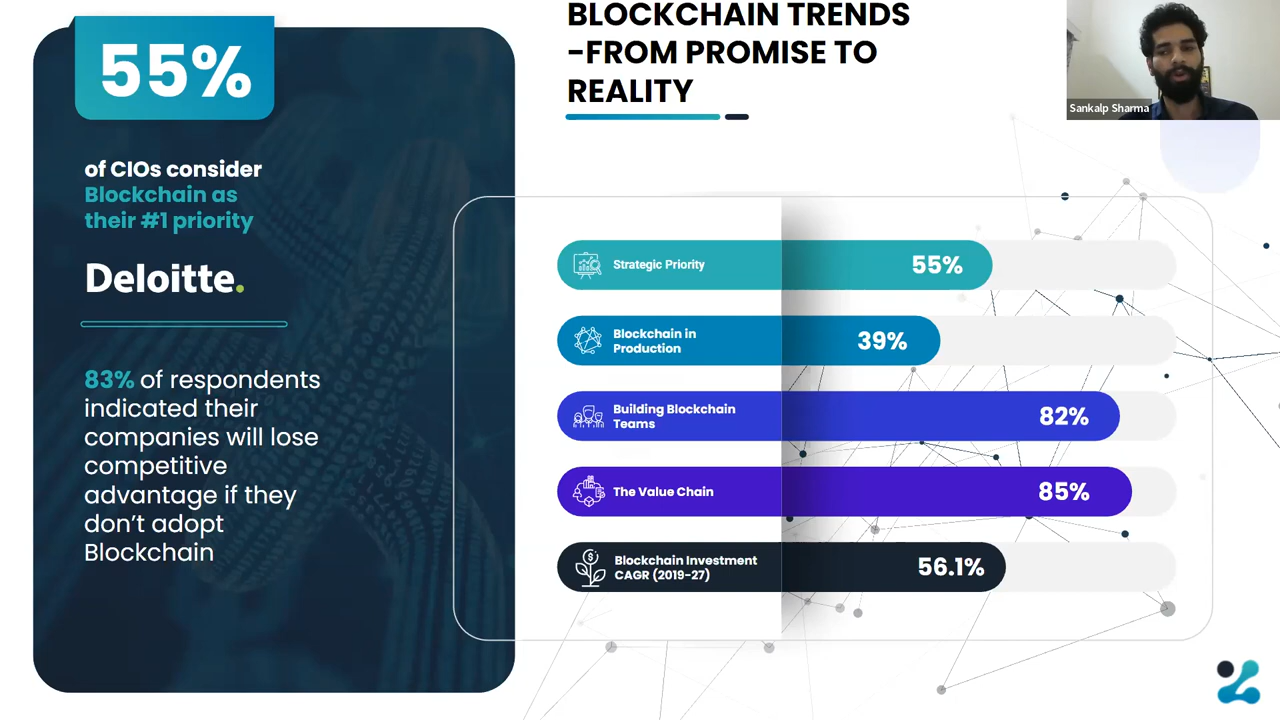 55%
of CIOs consider
Blockchain as
their #1 priority
Deloitte.
83% of respondents
indicated their
companies will lose
competitive
advantage if they
don’t adopt
Blockchain
BLOCKCHAIN TRENDS
-FROM PROMISE TO
REALITY
Sankalp Sharma
Strategic Priority
55%
Blockchain in
Production
39%
Building Blockchain
Teams
82%
The Value Chain
85%
Blockchain Investment
CAGR (2019-27)
56.1%